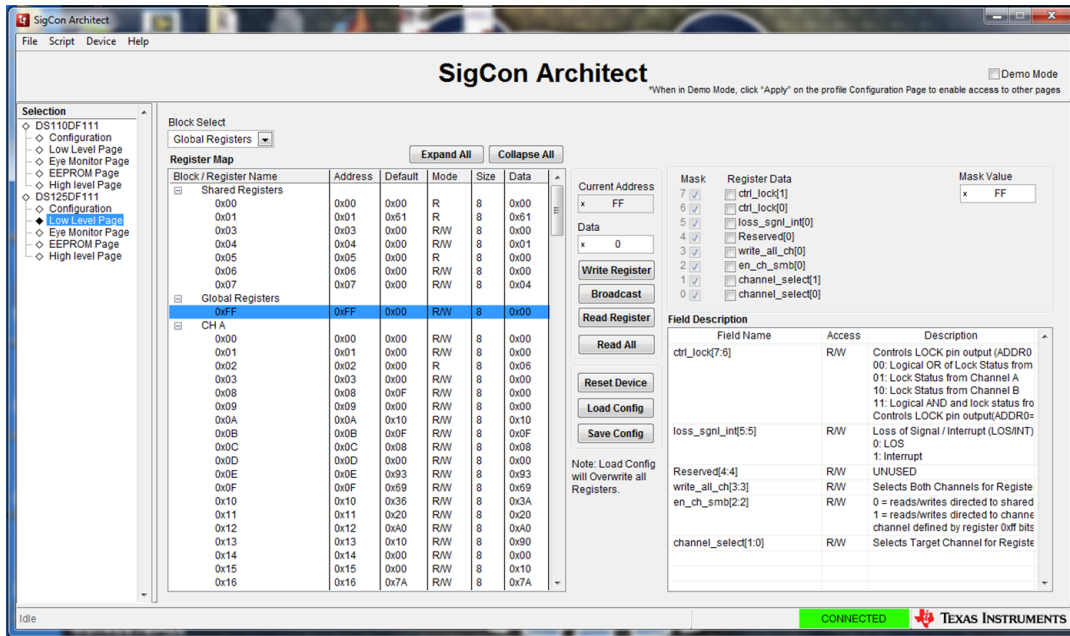 SigCon Architect
File Script Device Help
SigCon Architect
Demo Mode
*When in Demo Mode, click "Apply" on the profile Configuration Page to enable access to other pages
Selection
DS110DF111
Configuration
Low Level Page
Eye Monitor Page
EEPROM Page
High level Page
DS125DF111
Configuration
Low Level Page
Eye Monitor Page
EEPROM Page
High level Page
Block Select
Global Registers
Register Map
Expand All Collapse All
Block / Register Name Address Default Mode Size Data
Shared Registers
0x00 0x00 0x00 R 8 0x00
0x01 0x01 0x61 R 8 0x61
0x03 0x03 0x00 R/W 8 0x00
0x04 0x04 0x00 R/W 8 0x01
0x05 0x05 0x00 R 8 0x00
0x06 0x06 0x00 R/W 8 0x00
0x07 0x07 0x00 R/W 8 0x04
Global Registers
0xFF 0xFF 0x00 R/W 8 0x00
CH A
0x00 0x00 0x00 R/W 8 0x00
0x01 0x01 0x00 R/W 8 0x00
0x02 0x02 0x00 R 8 0x06
0x03 0x03 0x00 R/W 8 0x00
0x08 0x08 0x0F R/W 8 0x00
0x09 0x09 0x00 R/W 8 0x00
0x0A 0x0A 0x10 R/W 8 0x10
0x0B 0x0B 0x0F R/W 8 0x0F
0x0C 0x0C 0x08 R/W 8 0x08
0x0D 0x0D 0x00 R/W 8 0x00
0x0E 0x0E 0x93 R/W 8 0x93
0x0F 0x0F 0x69 R/W 8 0x69
0x10 0x10 0x36 R/W 8 0x3A
0x11 0x11 0x20 R/W 8 0x20
0x12 0x12 0xA0 R/W 8 0xA0
0x13 0x13 0x10 R/W 8 0x90
0x14 0x14 0x00 R/W 8 0x00
0x15 0x15 0x00 R/W 8 0x10
0x16 0x16 0x7A R/W 8 0x7A
Current Address
x FF
Data
x 0
Write Register
Broadcast
Read Register
Read All
Reset Device
Load Config
Save Config
Note: Load Config
will Overwrite all
Registers.
Mask Register Data
7 ctrl_lock[1]
6 ctrl_lock[0]
5 loss_sgnl_int[0]
4 Reserved[0]
3 write_all_ch[0]
2 en_ch_smb[0]
1 channel_select[1]
0 channel_select[0]
Mask Value
x FF
Field Description
Field Name Access Description
ctrl_lock[7:6] R/W Controls LOCK pin output (ADDR0
00: Logical OR of Lock Status from
01: Lock Status from Channel A
10: Lock Status from Channel B
11: Logical AND and lock status fro
Controls LOCK pin output(ADDR0=
loss_sgnl_int[5:5] R/W Loss of Signal / Interrupt (LOS/INT)
0: LOS
1: Interrupt
Reserved[4:4] R/W UNUSED
write_all_ch[3:3] R/W Selects Both Channels for Registe
en_ch_smb[2:2] R/W 0 = reads/writes directed to shared
1 = reads/writes directed to channe
channel defined by register 0xff bits
channel_select[1:0] R/W Selects Target Channel for Registe
Idle
CONNECTED
TEXAS INSTRUMENTS